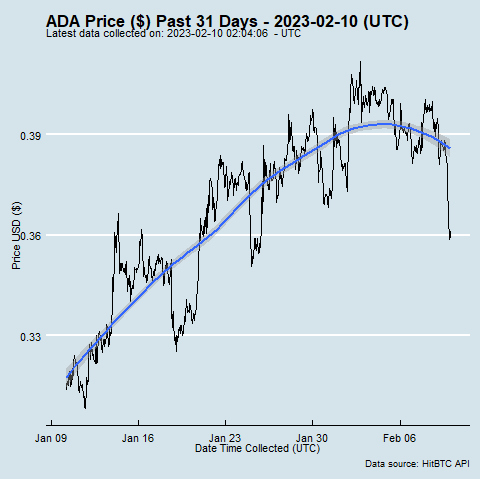 ADA Price ($) Past 31 Days - 2023-02-10 (UTC)
Latest data collected on: 2023-02-10 02:04:06 - UTC
Price USD ($)
0.39
0.36
0.33
Jan 09 Jan 16 Jan 23 Jan 30 Feb 06
Date Time Collected (UTC)
Data source: HitBTC API